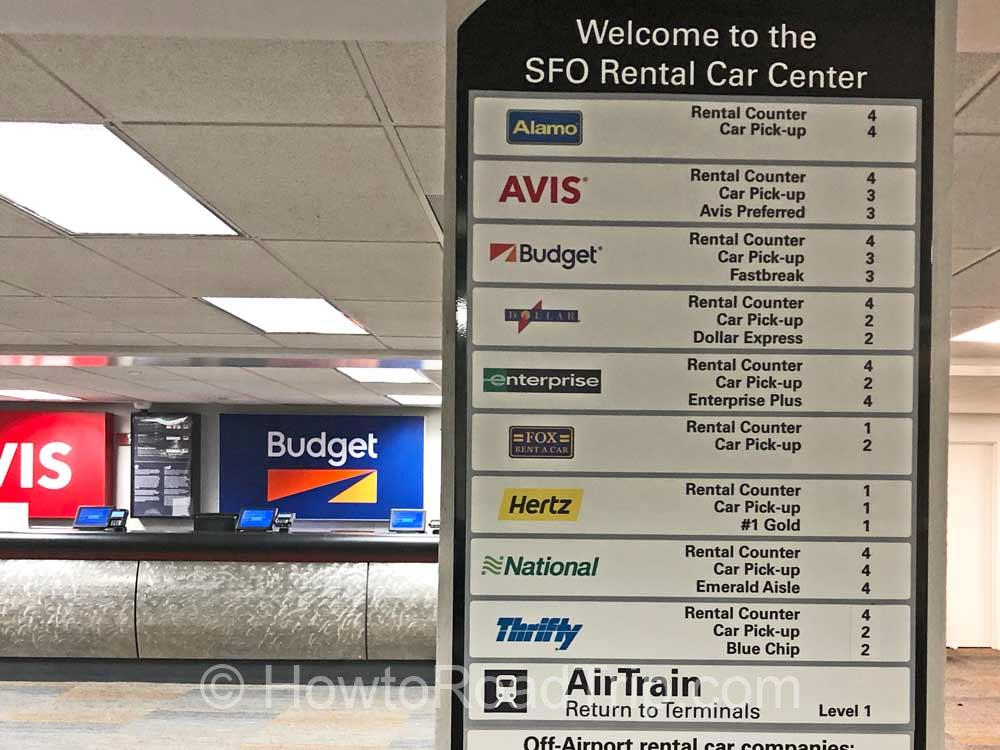 Welcome to the
SFO Rental Car Center
Alamo Rental Counter 4
Car Pick-up 4
AVIS Rental Counter 4
Car Pick-up 3
Avis Preferred 3
Budget Rental Counter 4
Car Pick-up 3
Fastbreak 3
DOLLAR Rental Counter 4
Car Pick-up 2
Dollar Express 2
enterprise Rental Counter 4
Car Pick-up 2
Enterprise Plus 4
FOX Rental Counter 1
RENT A CAR Car Pick-up 2
Hertz Rental Counter 1
Car Pick-up 1
#1 Gold 1
National Rental Counter 4
Car Pick-up 4
Emerald Aisle 4
Thrifty Rental Counter 4
Car Pick-up 2
Blue Chip 2
AirTrain
Return to Terminals Level 1
Off-Airport rental car companies:
VIS
Budget